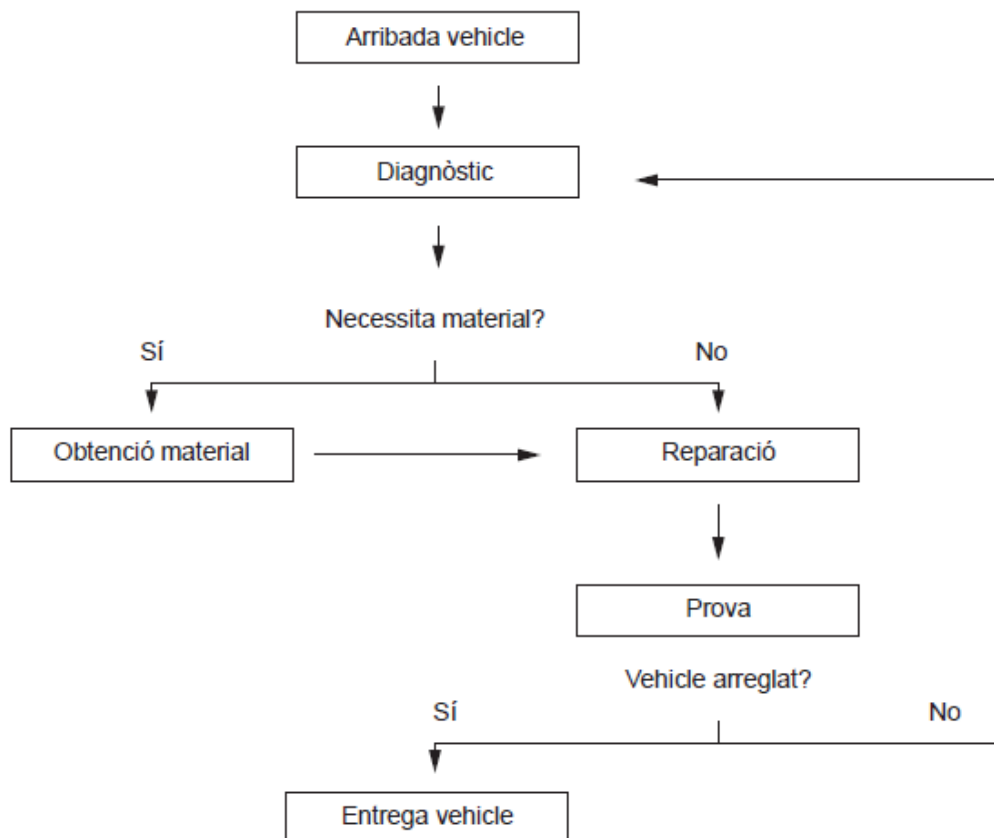 Arribada vehicle
Diagnòstic
Necessita material?
Sí
No
Obtenció material
Reparació
Prova
Vehicle arreglat?
Sí
No
Entrega vehicle